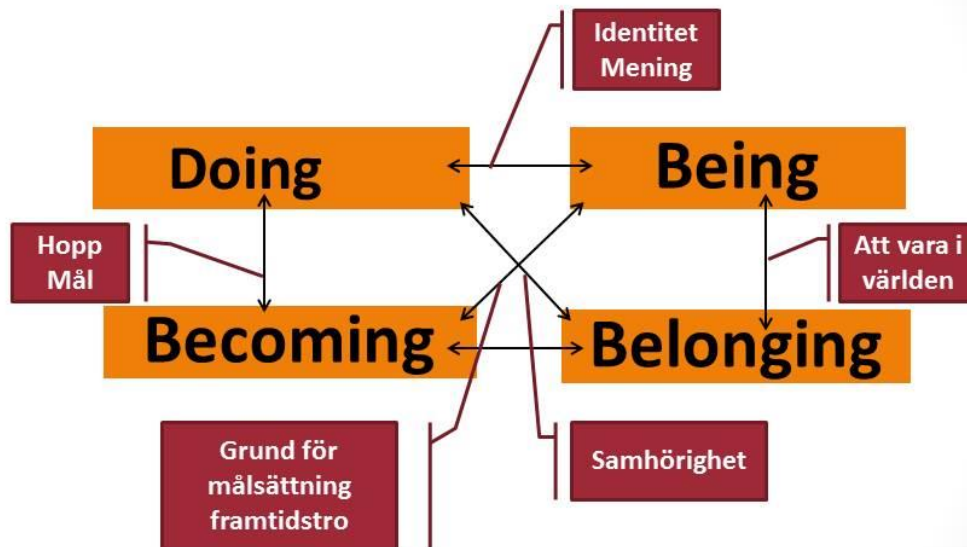 Identitet
Mening
Doing
Being
Hopp
Mål
Att vara i
världen
Becoming
Belonging
Grund för
målsättning
framtidstro
Samhörighet